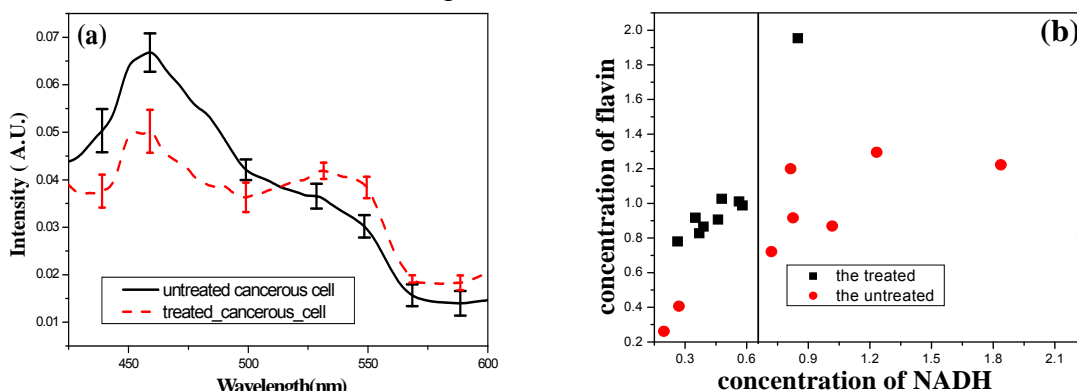 (a)
0.07
0.06
0.05
0.04
0.03
0.02
0.01
Intensity ( A.U.)
untreated cancerous cell
treated_cancerous_cell
450 500 550 600
Wavelength(nm)
(b)
2.0
1.8
1.6
1.4
1.2
1.0
0.8
0.6
0.4
0.2
concentration of flavin
the treated
the untreated
0.3 0.6 0.9 1.2 1.5 1.8 2.1
concentration of NADH